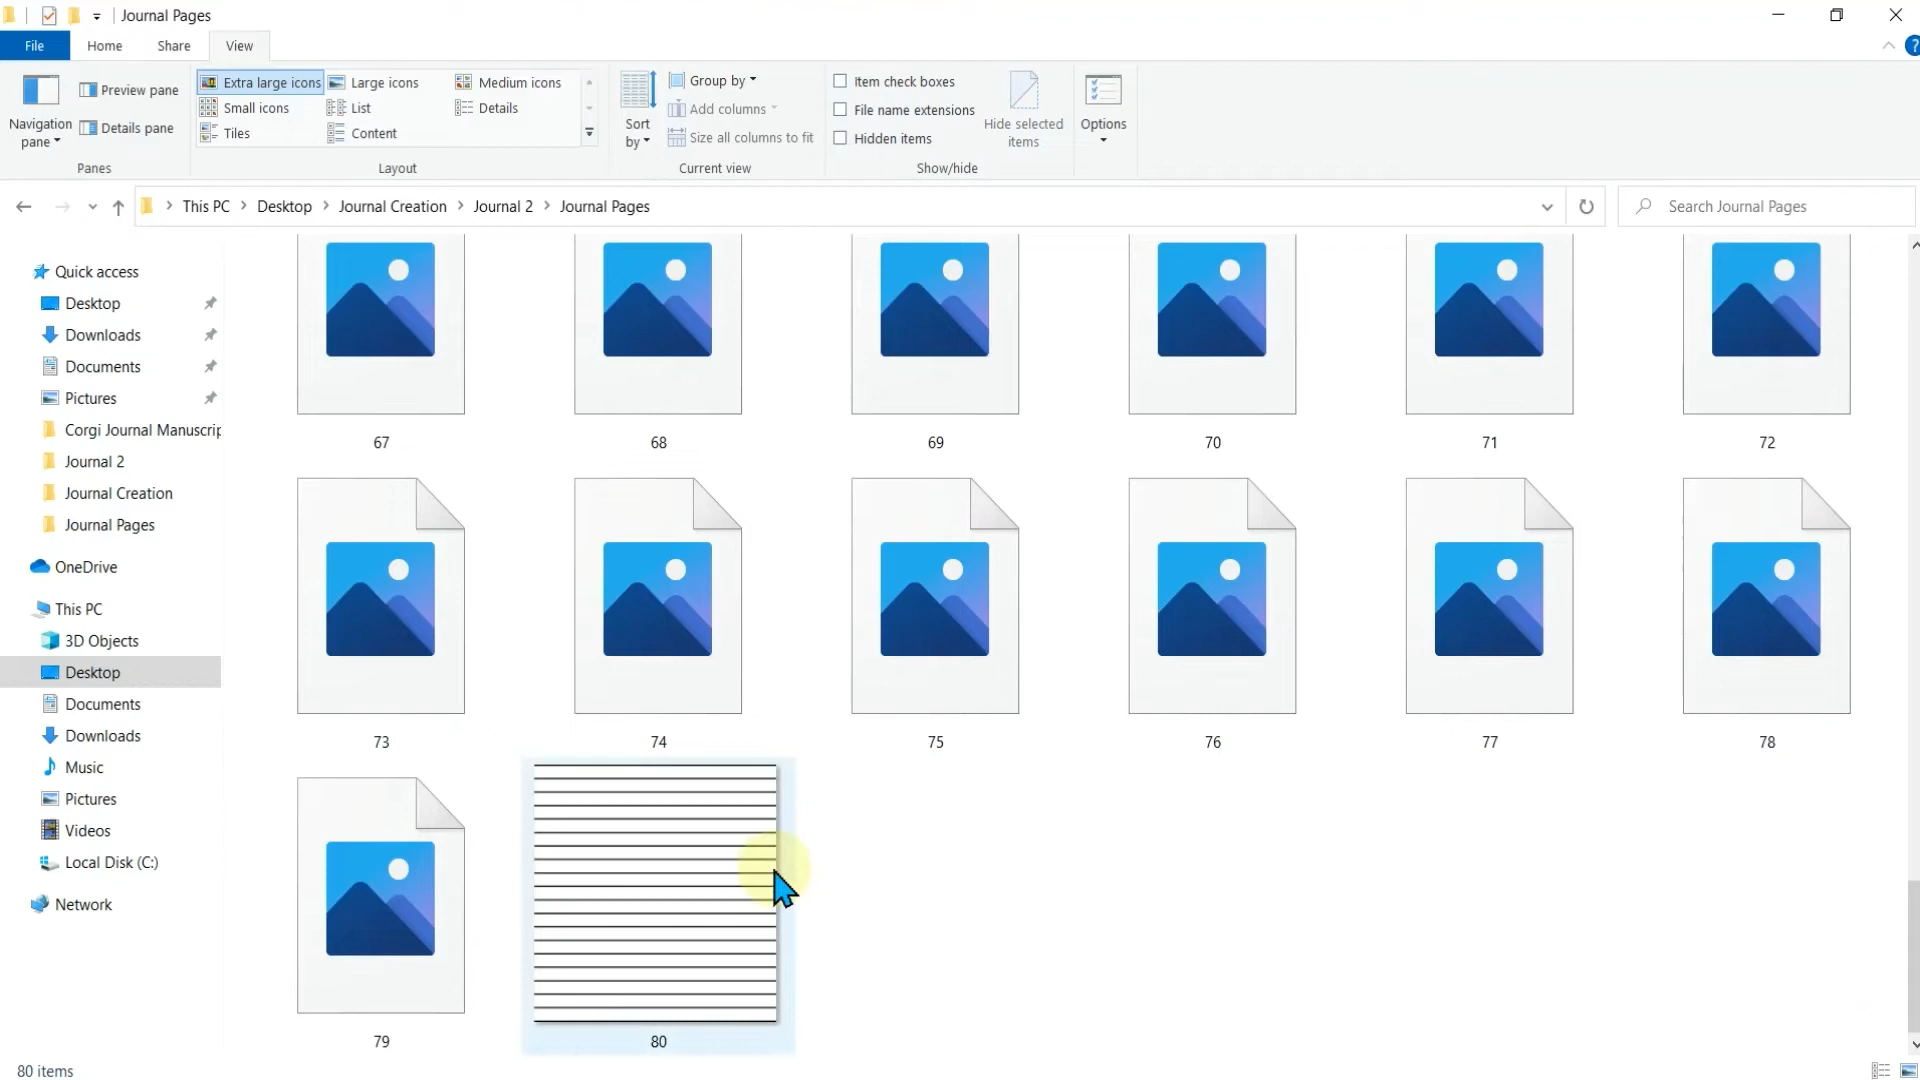 Journal Pages
File Home Share View
Navigation pane Preview pane Details pane
Extra large icons Large icons Medium icons
Small icons List Details
Tiles Content
Sort by Group by
Add columns
Size all columns to fit
Item check boxes
File name extensions
Hidden items
Hide selected items
Options
Panes Layout Current view Show/hide
This PC Desktop Journal Creation Journal 2 Journal Pages
Search Journal Pages
Quick access
Desktop
Downloads
Documents
Pictures
Corgi Journal Manuscrip
Journal 2
Journal Creation
Journal Pages
OneDrive
This PC
3D Objects
Desktop
Documents
Downloads
Music
Pictures
Videos
Local Disk (C:)
Network
67 68 69 70 71 72
73 74 75 76 77 78
79 80
80 items